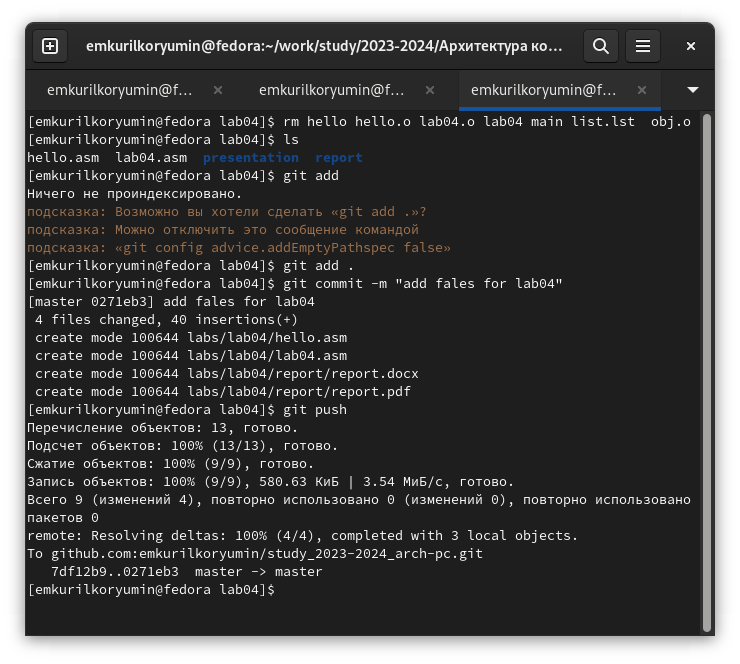 emkurilkoryumin@fedora:~/work/study/2023-2024/Архитектура ко...
emkurilkoryumin@f... emkurilkoryumin@f... emkurilkoryumin@f...
[emkurilkoryumin@fedora lab04]$ rm hello hello.o lab04.o lab04 main list.lst  obj.o
[emkurilkoryumin@fedora lab04]$ ls
hello.asm  lab04.asm  presentation  report
[emkurilkoryumin@fedora lab04]$ git add
Ничего не проиндексировано.
подсказка: Возможно вы хотели сделать «git add .»?
подсказка: Можно отключить это сообщение командой
подсказка: «git config advice.addEmptyPathspec false»
[emkurilkoryumin@fedora lab04]$ git add .
[emkurilkoryumin@fedora lab04]$ git commit -m "add fales for lab04"
[master 0271eb3] add fales for lab04
 4 files changed, 40 insertions(+)
 create mode 100644 labs/lab04/hello.asm
 create mode 100644 labs/lab04/lab04.asm
 create mode 100644 labs/lab04/report/report.docx
 create mode 100644 labs/lab04/report/report.pdf
[emkurilkoryumin@fedora lab04]$ git push
Перечисление объектов: 13, готово.
Подсчет объектов: 100% (13/13), готово.
Сжатие объектов: 100% (9/9), готово.
Запись объектов: 100% (9/9), 580.63 КиБ | 3.54 МиБ/с, готово.
Всего 9 (изменений 4), повторно использовано 0 (изменений 0), повторно использовано
пакетов 0
remote: Resolving deltas: 100% (4/4), completed with 3 local objects.
To github.com:emkurilkoryumin/study_2023-2024_arch-pc.git
   7df12b9..0271eb3  master -> master
[emkurilkoryumin@fedora lab04]$